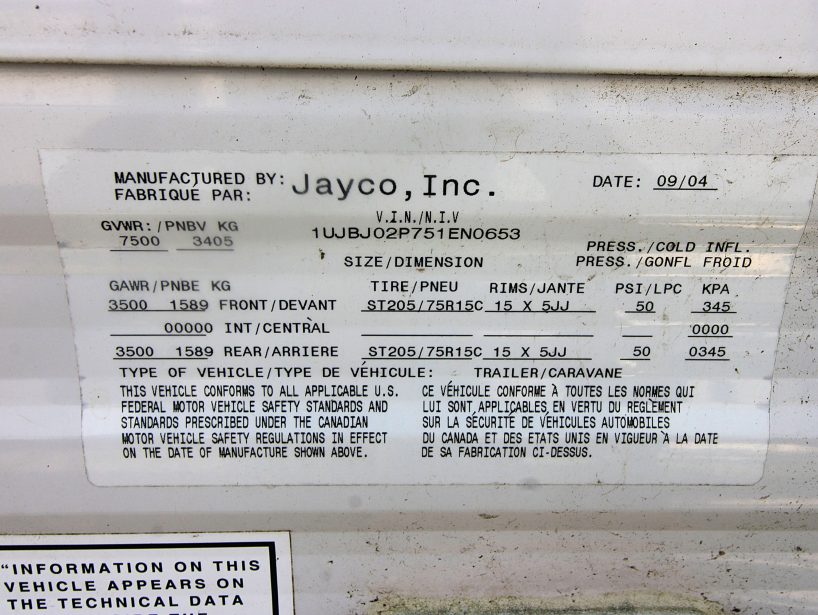 MANUFACTURED BY: Jayco, Inc. DATE: 09/04
FABRIQUÉ PAR:
GVWR:/PNBV KG V.I.N./N.I.V
7500 3405 1UJBJ02P751EN0653
PRESS./COLD INFL.
SIZE/DIMENSION PRESS./GONFL FROID
GAWR/PNBE KG TIRE/PNEU RIMS/JANTE PSI/LPC KPA
3500 1589 FRONT/DEVANT ST205/75R15C 15 X 5JJ 50 345
00000 INT/CENTRÀL 0000
3500 1589 REAR/ARRIERE ST205/75R15C 15 X 5JJ 50 0345
TYPE OF VEHICLE/TYPE DE VÉHICULE: TRAILER/CARAVANE
THIS VEHICLE CONFORMS TO ALL APPLICABLE U.S.
FEDERAL MOTOR VEHICLE SAFETY STANDARDS AND
STANDARDS PRESCRIBED UNDER THE CANADIAN
MOTOR VEHICLE SAFETY REGULATIONS IN EFFECT
ON THE DATE OF MANUFACTURE SHOWN ABOVE.
CE VÉHICULE CONFORME À TOUTES LES NORMES QUI
LUI SONT APPLICABLES EN VERTU DU REGLEMENT
SUR LA SÉCURITÉ DE VÉHICULES AUTOMOBILES
DU CANADA ET DES ETATS UNIS EN VIGUEUR À LA DATE
DE SA FABRICATION CI-DESSUS.
"INFORMATION ON THIS
VEHICLE APPEARS ON
THE TECHNICAL DATA